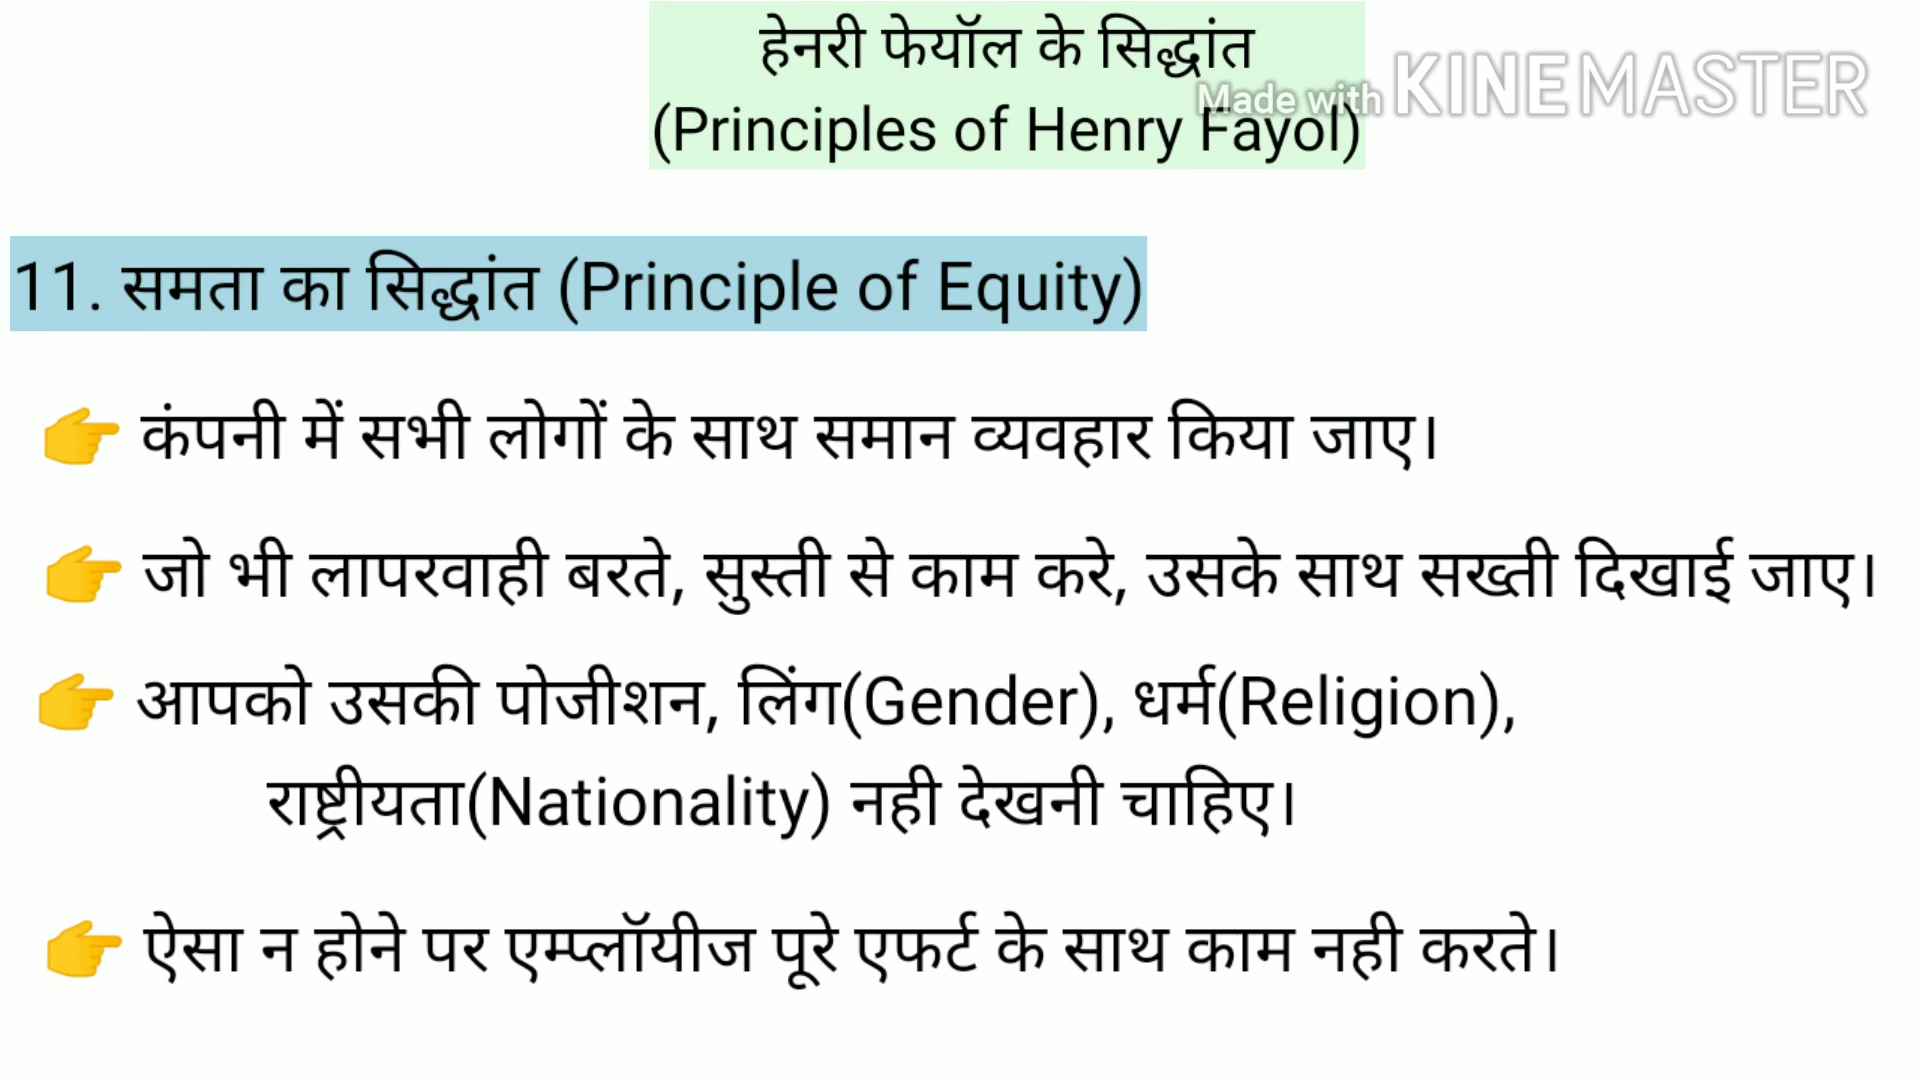 हेनरी फेयॉल के सिद्धांत
(Principles of Henry Fayol)
Made with KINEMASTER
11. समता का सिद्धांत (Principle of Equity)
👉 कंपनी में सभी लोगों के साथ समान व्यवहार किया जाए।
👉 जो भी लापरवाही बरते, सुस्ती से काम करे, उसके साथ सख्ती दिखाई जाए।
👉 आपको उसकी पोजीशन, लिंग(Gender), धर्म(Religion),
राष्ट्रीयता(Nationality) नही देखनी चाहिए।
👉 ऐसा न होने पर एम्प्लॉयीज पूरे एफर्ट के साथ काम नही करते।